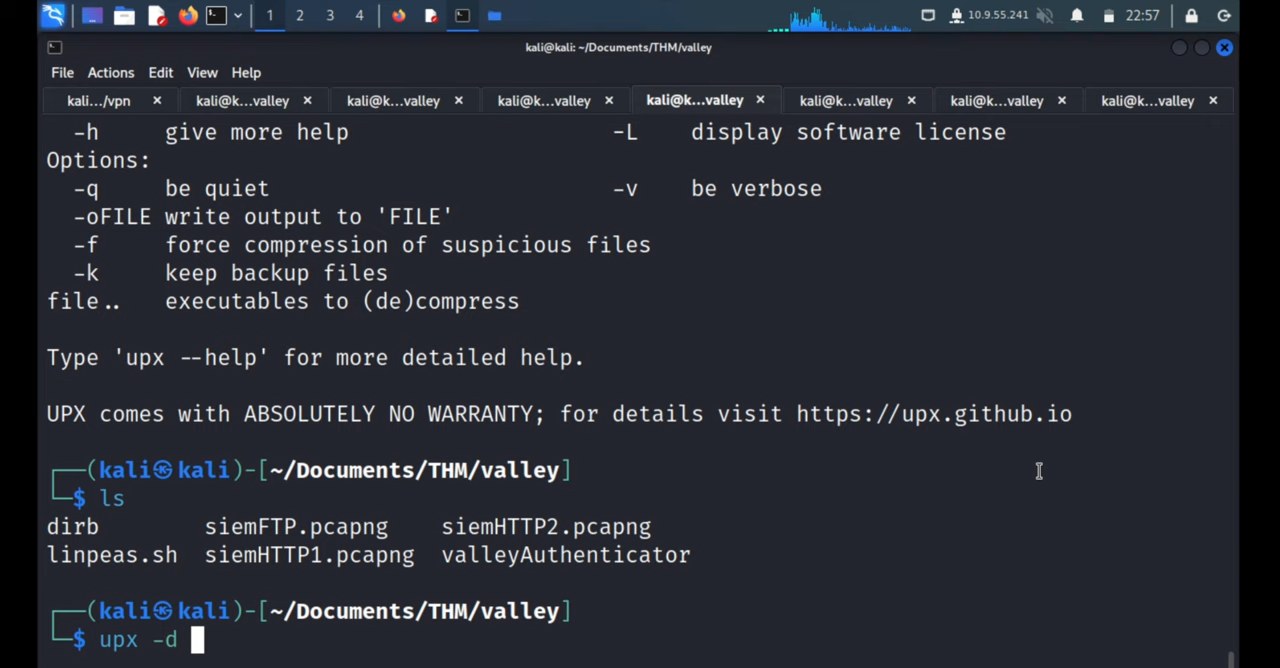 1 2 3 4 10.9.55.241 22:57
kali@kali: ~/Documents/THM/valley
File Actions Edit View Help
kali.../vpn kali@k...valley kali@k...valley kali@k...valley kali@k...valley kali@k...valley kali@k...valley kali@k...valley
-h give more help -L display software license
Options:
-q be quiet -v be verbose
-oFILE write output to 'FILE'
-f force compression of suspicious files
-k keep backup files
file.. executables to (de)compress
Type 'upx --help' for more detailed help.
UPX comes with ABSOLUTELY NO WARRANTY; for details visit https://upx.github.io
┌──(kali㉿kali)-[~/Documents/THM/valley]
└─$ ls
dirb siemFTP.pcapng siemHTTP2.pcapng
linpeas.sh siemHTTP1.pcapng valleyAuthenticator
┌──(kali㉿kali)-[~/Documents/THM/valley]
└─$ upx -d